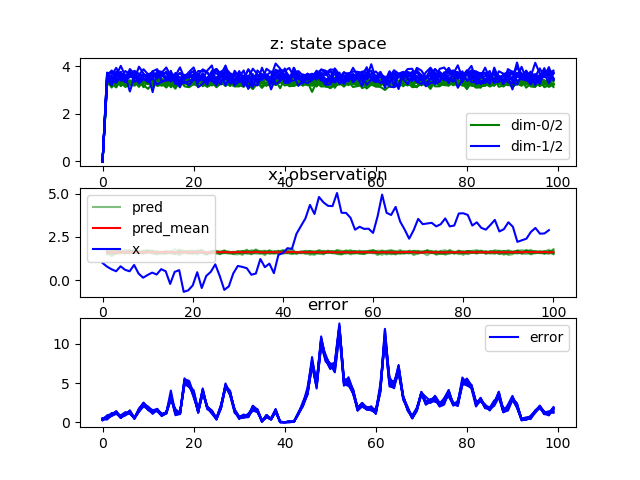 z: state space
4
2
0
dim-0/2
dim-1/2
0 20 40 60 80 100
x: observation
5.0
2.5
0.0
pred
pred_mean
x
0 20 40 60 80 100
error
10
5
0
error
0 20 40 60 80 100